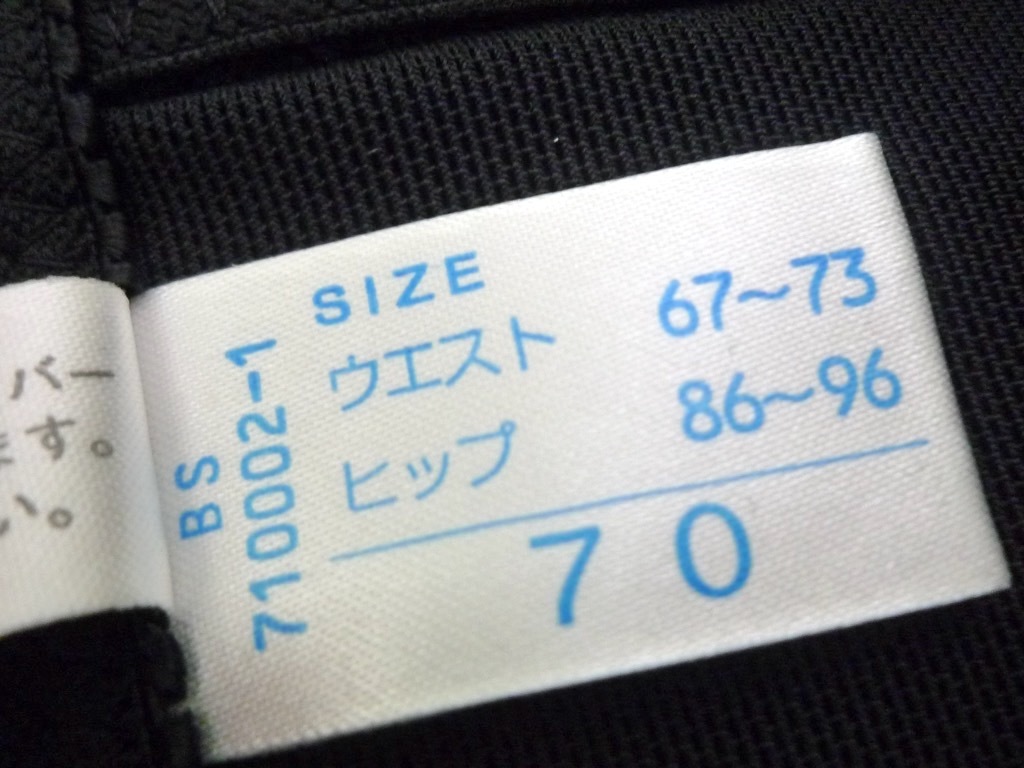 SIZE
ウエスト 67~73
ヒップ 86~96
70
BS
710002-1
バー
ます。
い。